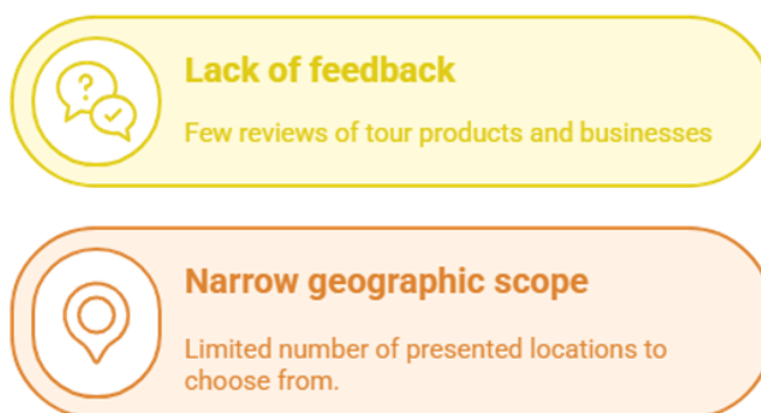 Lack of feedback
Few reviews of tour products and businesses
Narrow geographic scope
Limited number of presented locations to
choose from.